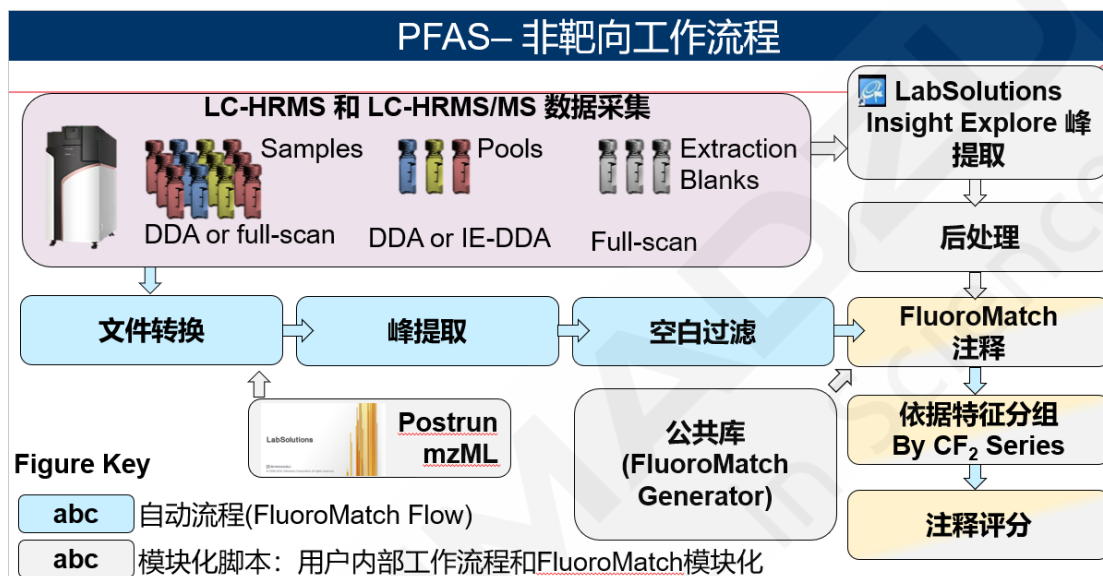 PFAS– 非靶向工作流程
LC-HRMS 和 LC-HRMS/MS 数据采集
Samples
Pools
Extraction
Blanks
DDA or full-scan
DDA or IE-DDA
Full-scan
LabSolutions
Insight Explore 峰
提取
后处理
文件转换
峰提取
空白过滤
FluoroMatch
注释
LabSolutions
Postrun
mzML
公共库
(FluoroMatch
Generator)
依据特征分组
By CF₂ Series
注释评分
Figure Key
abc
自动流程(FluoroMatch Flow)
abc
模块化脚本：用户内部工作流程和FluoroMatch模块化